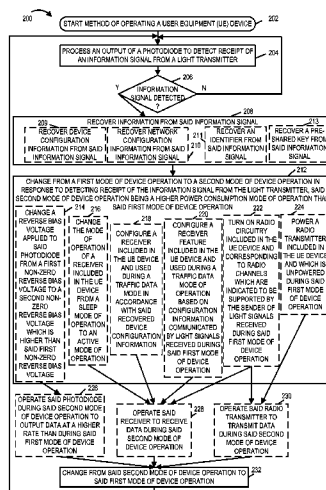 200
START METHOD OF OPERATING A USER EQUIPMENT (UE) DEVICE
202
PROCESS AN OUTPUT OF A PHOTODIODE TO DETECT RECEIPT OF
AN INFORMATION SIGNAL FROM A LIGHT TRANSMITTER
204
206
INFORMATION
SIGNAL DETECTED
?
N
Y
208
RECOVER INFORMATION FROM SAID INFORMATION SIGNAL
209
RECOVER DEVICE
CONFIGURATION
INFORMATION FROM SAID
INFORMATION SIGNAL
RECOVER NETWORK
CONFIGURATION
INFORMATION FROM SAID
INFORMATION SIGNAL
210
211
RECOVER AN
IDENTIFIER FROM SAID
INFORMATION SIGNAL
213
RECOVER A PRE-
SHARED KEY FROM
SAID INFORMATION
SIGNAL
212
CHANGE FROM A FIRST MODE OF DEVICE OPERATION TO A SECOND MODE OF DEVICE OPERATION IN
RESPONSE TO DETECTING RECEIPT OF THE INFORMATION SIGNAL FROM THE LIGHT TRANSMITTER, SAID
SECOND MODE OF DEVICE OPERATION BEING A HIGHER POWER CONSUMPTION MODE OF OPERATION THAN
SAID FIRST MODE OF DEVICE OPERATION
214
CHANGE A
REVERSE BIAS
VOLTAGE
APPLIED TO
SAID
PHOTODIODE
FROM A FIRST
NON-ZERO
REVERSE BIAS
VOLTAGE TO A
SECOND NON-
ZERO
REVERSE BIAS
VOLTAGE
WHICH IS
HIGHER THAN
SAID FIRST
NON-ZERO
REVERSE BIAS
VOLTAGE
216
CHANGE
THE MODE
OF
OPERATION
OF A
RECEIVER
INCLUDED
IN THE UE
DEVICE
FROM A
SLEEP
MODE OF
OPERATION
TO AN
ACTIVE
MODE OF
OPERATION
218
CONFIGURE A
RECEIVER
INCLUDED IN
THE UE DEVICE
AND USED
DURING A
TRAFFIC DATA
MODE IN
ACCORDANCE
WITH SAID
RECOVERED
DEVICE
CONFIGURATION
INFORMATION
220
CONFIGURE A
RECEIVER FEATURE
INCLUDED IN THE UE
DEVICE AND USED
DURING A TRAFFIC
DATA MODE OF
OPERATION BASED
ON CONFIGURATION
INFORMATION
COMMUNICATED
BY LIGHT SIGNALS
RECEIVED DURING
SAID FIRST MODE OF
DEVICE OPERATION
222
TURN ON RADIO
CIRCUITRY
INCLUDED IN THE
UE DEVICE AND
CORRESPONDING
TO RADIO
CHANNELS WHICH
ARE INDICATED TO
BE SUPPORTED BY
THE SENDER OF
LIGHT SIGNALS
RECEIVED DURING
SAID FIRST MODE
OF DEVICE
OPERATION
224
POWER A
RADIO
TRANSMITTER
INCLUDED IN
THE UE DEVICE
AND WHICH IS
UNPOWERED
DURING SAID
FIRST MODE
OF DEVICE
OPERATION
226
OPERATE SAID PHOTODIODE
DURING SAID SECOND MODE
OF DEVICE OPERATION TO
OUTPUT DATA AT A HIGHER
RATE THAN DURING SAID
FIRST MODE OF DEVICE
OPERATION
OPERATE SAID
RECEIVER TO RECEIVE
DATA DURING SAID
SECOND MODE OF
DEVICE OPERATION
228
OPERATE SAID RADIO
TRANSMITTER TO
TRANSMIT DATA
DURING SAID SECOND
MODE OF DEVICE
OPERATION
230
CHANGE FROM SAID SECOND MODE OF DEVICE OPERATION TO
SAID FIRST MODE OF DEVICE OPERATION
232